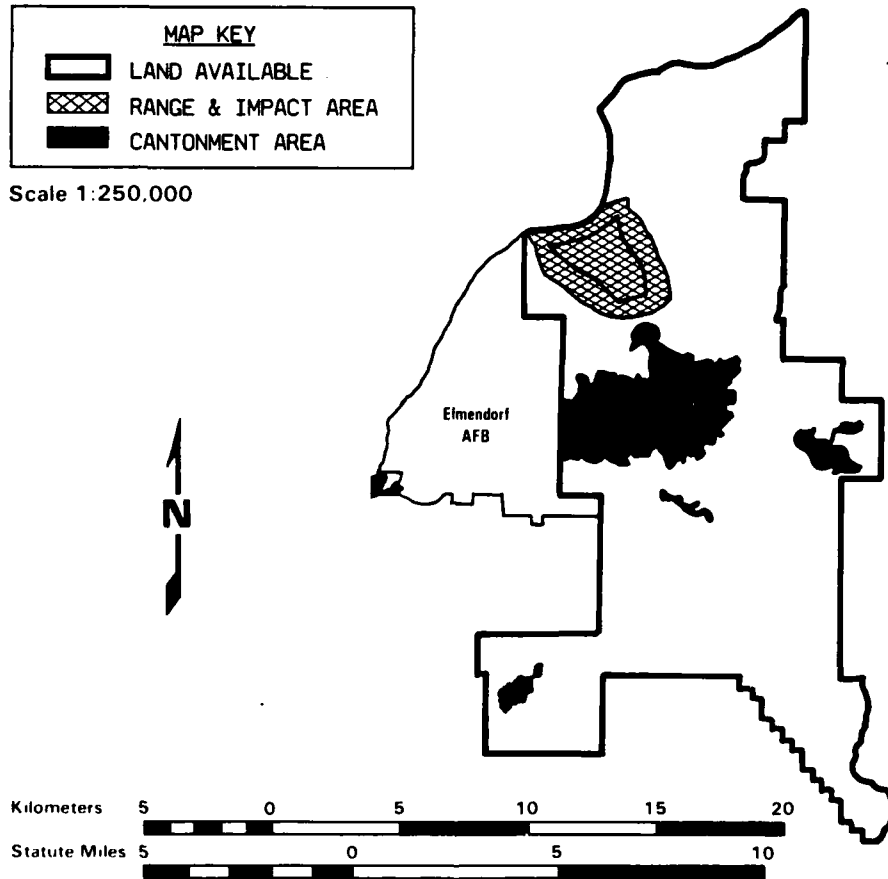 MAP KEY
LAND AVAILABLE
RANGE & IMPACT AREA
CANTONMENT AREA
Scale 1:250,000
Elmendorf
AFB
N
Kilometers 5 0 5 10 15 20
Statute Miles 5 0 5 10